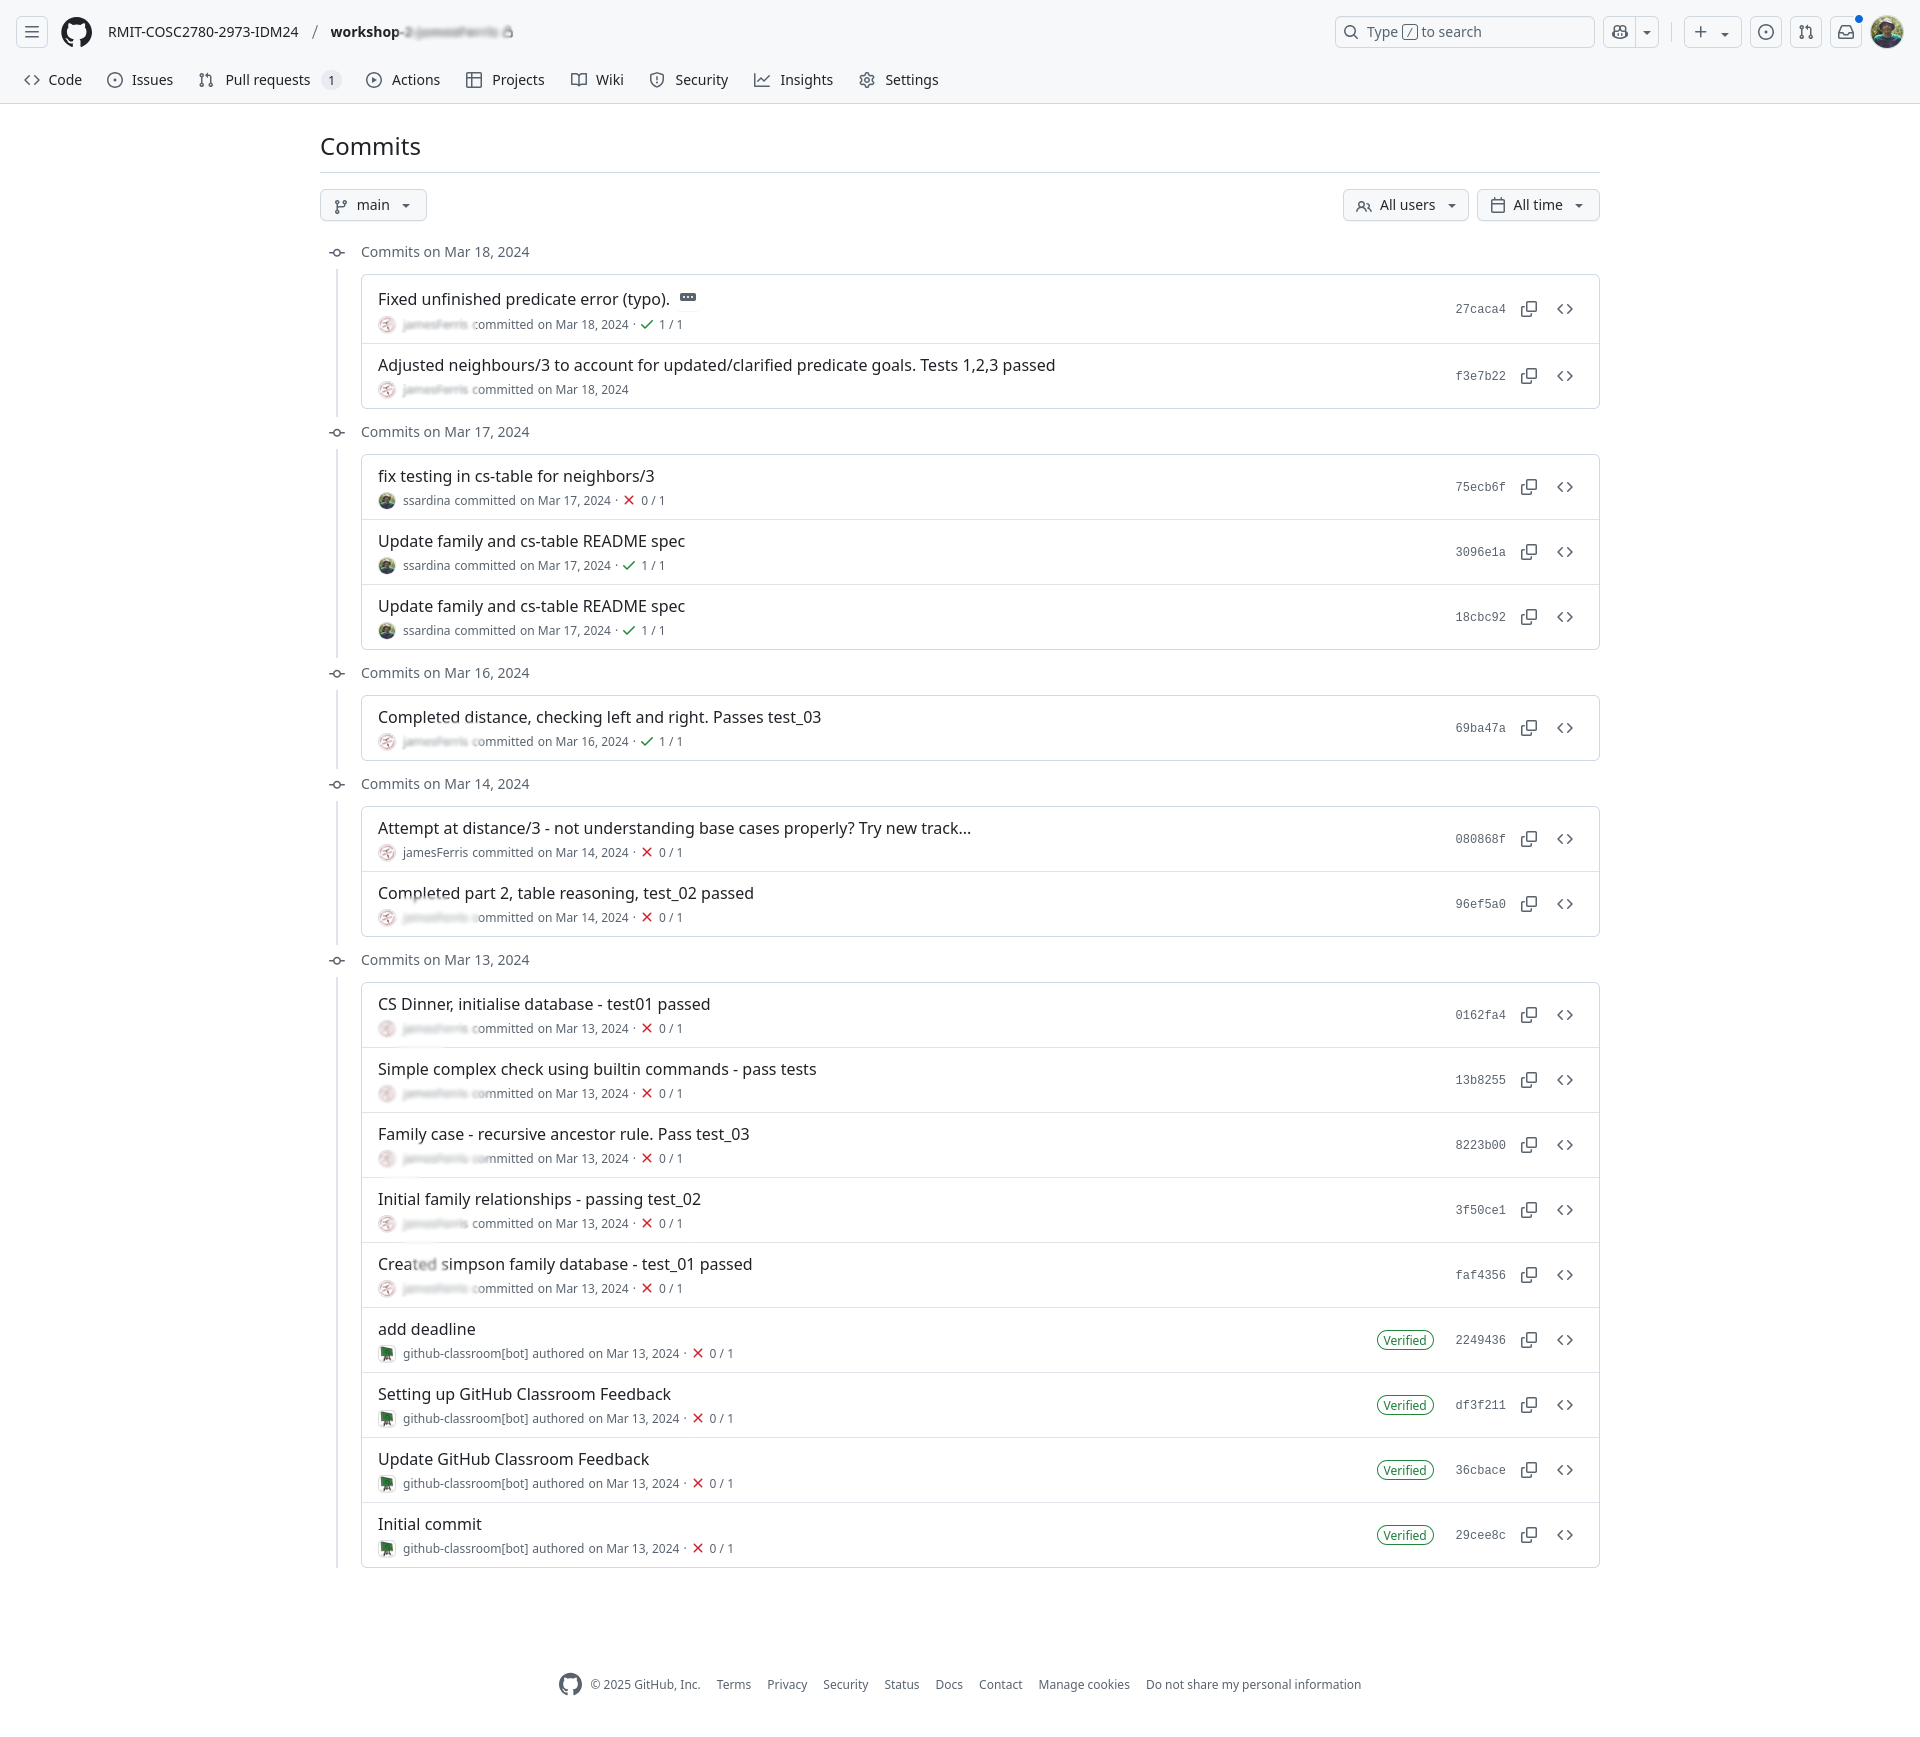 RMIT-COSC2780-2973-IDM24 / workshop-2
Type / to search
Code Issues Pull requests 1 Actions Projects Wiki Security Insights Settings
Commits
main All users All time
Commits on Mar 18, 2024
Fixed unfinished predicate error (typo).
committed on Mar 18, 2024 · 1 / 1
27caca4
Adjusted neighbours/3 to account for updated/clarified predicate goals. Tests 1,2,3 passed
committed on Mar 18, 2024
f3e7b22
Commits on Mar 17, 2024
fix testing in cs-table for neighbors/3
ssardina committed on Mar 17, 2024 · 0 / 1
75ecb6f
Update family and cs-table README spec
ssardina committed on Mar 17, 2024 · 1 / 1
3096e1a
Update family and cs-table README spec
ssardina committed on Mar 17, 2024 · 1 / 1
18cbc92
Commits on Mar 16, 2024
Completed distance, checking left and right. Passes test_03
committed on Mar 16, 2024 · 1 / 1
69ba47a
Commits on Mar 14, 2024
Attempt at distance/3 - not understanding base cases properly? Try new track...
jamesFerris committed on Mar 14, 2024 · 0 / 1
080868f
Completed part 2, table reasoning, test_02 passed
committed on Mar 14, 2024 · 0 / 1
96ef5a0
Commits on Mar 13, 2024
CS Dinner, initialise database - test01 passed
committed on Mar 13, 2024 · 0 / 1
0162fa4
Simple complex check using builtin commands - pass tests
committed on Mar 13, 2024 · 0 / 1
13b8255
Family case - recursive ancestor rule. Pass test_03
committed on Mar 13, 2024 · 0 / 1
8223b00
Initial family relationships - passing test_02
committed on Mar 13, 2024 · 0 / 1
3f50ce1
Created simpson family database - test_01 passed
committed on Mar 13, 2024 · 0 / 1
faf4356
add deadline
github-classroom[bot] authored on Mar 13, 2024 · 0 / 1
Verified 2249436
Setting up GitHub Classroom Feedback
github-classroom[bot] authored on Mar 13, 2024 · 0 / 1
Verified df3f211
Update GitHub Classroom Feedback
github-classroom[bot] authored on Mar 13, 2024 · 0 / 1
Verified 36cbace
Initial commit
github-classroom[bot] authored on Mar 13, 2024 · 0 / 1
Verified 29cee8c
© 2025 GitHub, Inc. Terms Privacy Security Status Docs Contact Manage cookies Do not share my personal information